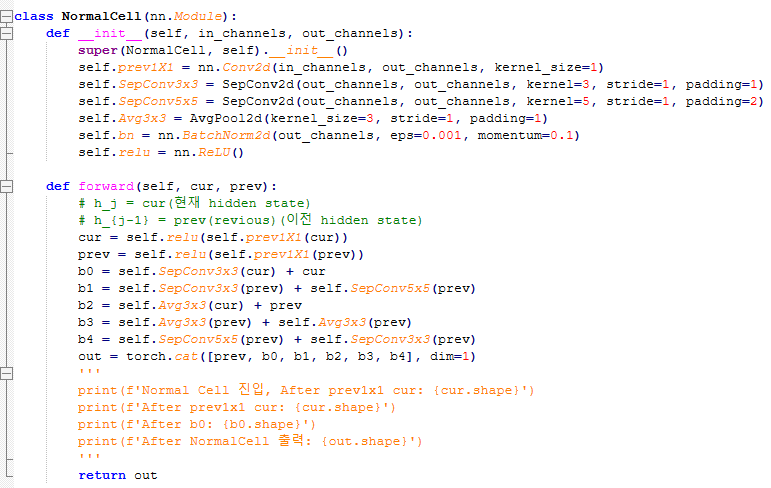 class NormalCell(nn.Module):
    def __init__(self, in_channels, out_channels):
        super(NormalCell, self).__init__()
        self.prev1X1 = nn.Conv2d(in_channels, out_channels, kernel_size=1)
        self.SepConv3x3 = SepConv2d(out_channels, out_channels, kernel=3, stride=1, padding=1)
        self.SepConv5x5 = SepConv2d(out_channels, out_channels, kernel=5, stride=1, padding=2)
        self.Avg3x3 = AvgPool2d(kernel_size=3, stride=1, padding=1)
        self.bn = nn.BatchNorm2d(out_channels, eps=0.001, momentum=0.1)
        self.relu = nn.ReLU()

    def forward(self, cur, prev):
        # h_j = cur(현재 hidden state)
        # h_{j-1} = prev(revious)(이전 hidden state)
        cur = self.relu(self.prev1X1(cur))
        prev = self.relu(self.prev1X1(prev))
        b0 = self.SepConv3x3(cur) + cur
        b1 = self.SepConv3x3(prev) + self.SepConv5x5(prev)
        b2 = self.Avg3x3(cur) + prev
        b3 = self.Avg3x3(prev) + self.Avg3x3(prev)
        b4 = self.SepConv5x5(prev) + self.SepConv3x3(prev)
        out = torch.cat([prev, b0, b1, b2, b3, b4], dim=1)
        '''
        print(f'Normal Cell 진입, After prev1x1 cur: {cur.shape}')
        print(f'After prev1x1 cur: {cur.shape}')
        print(f'After b0: {b0.shape}')
        print(f'After NormalCell 출력: {out.shape}')
        '''
        return out